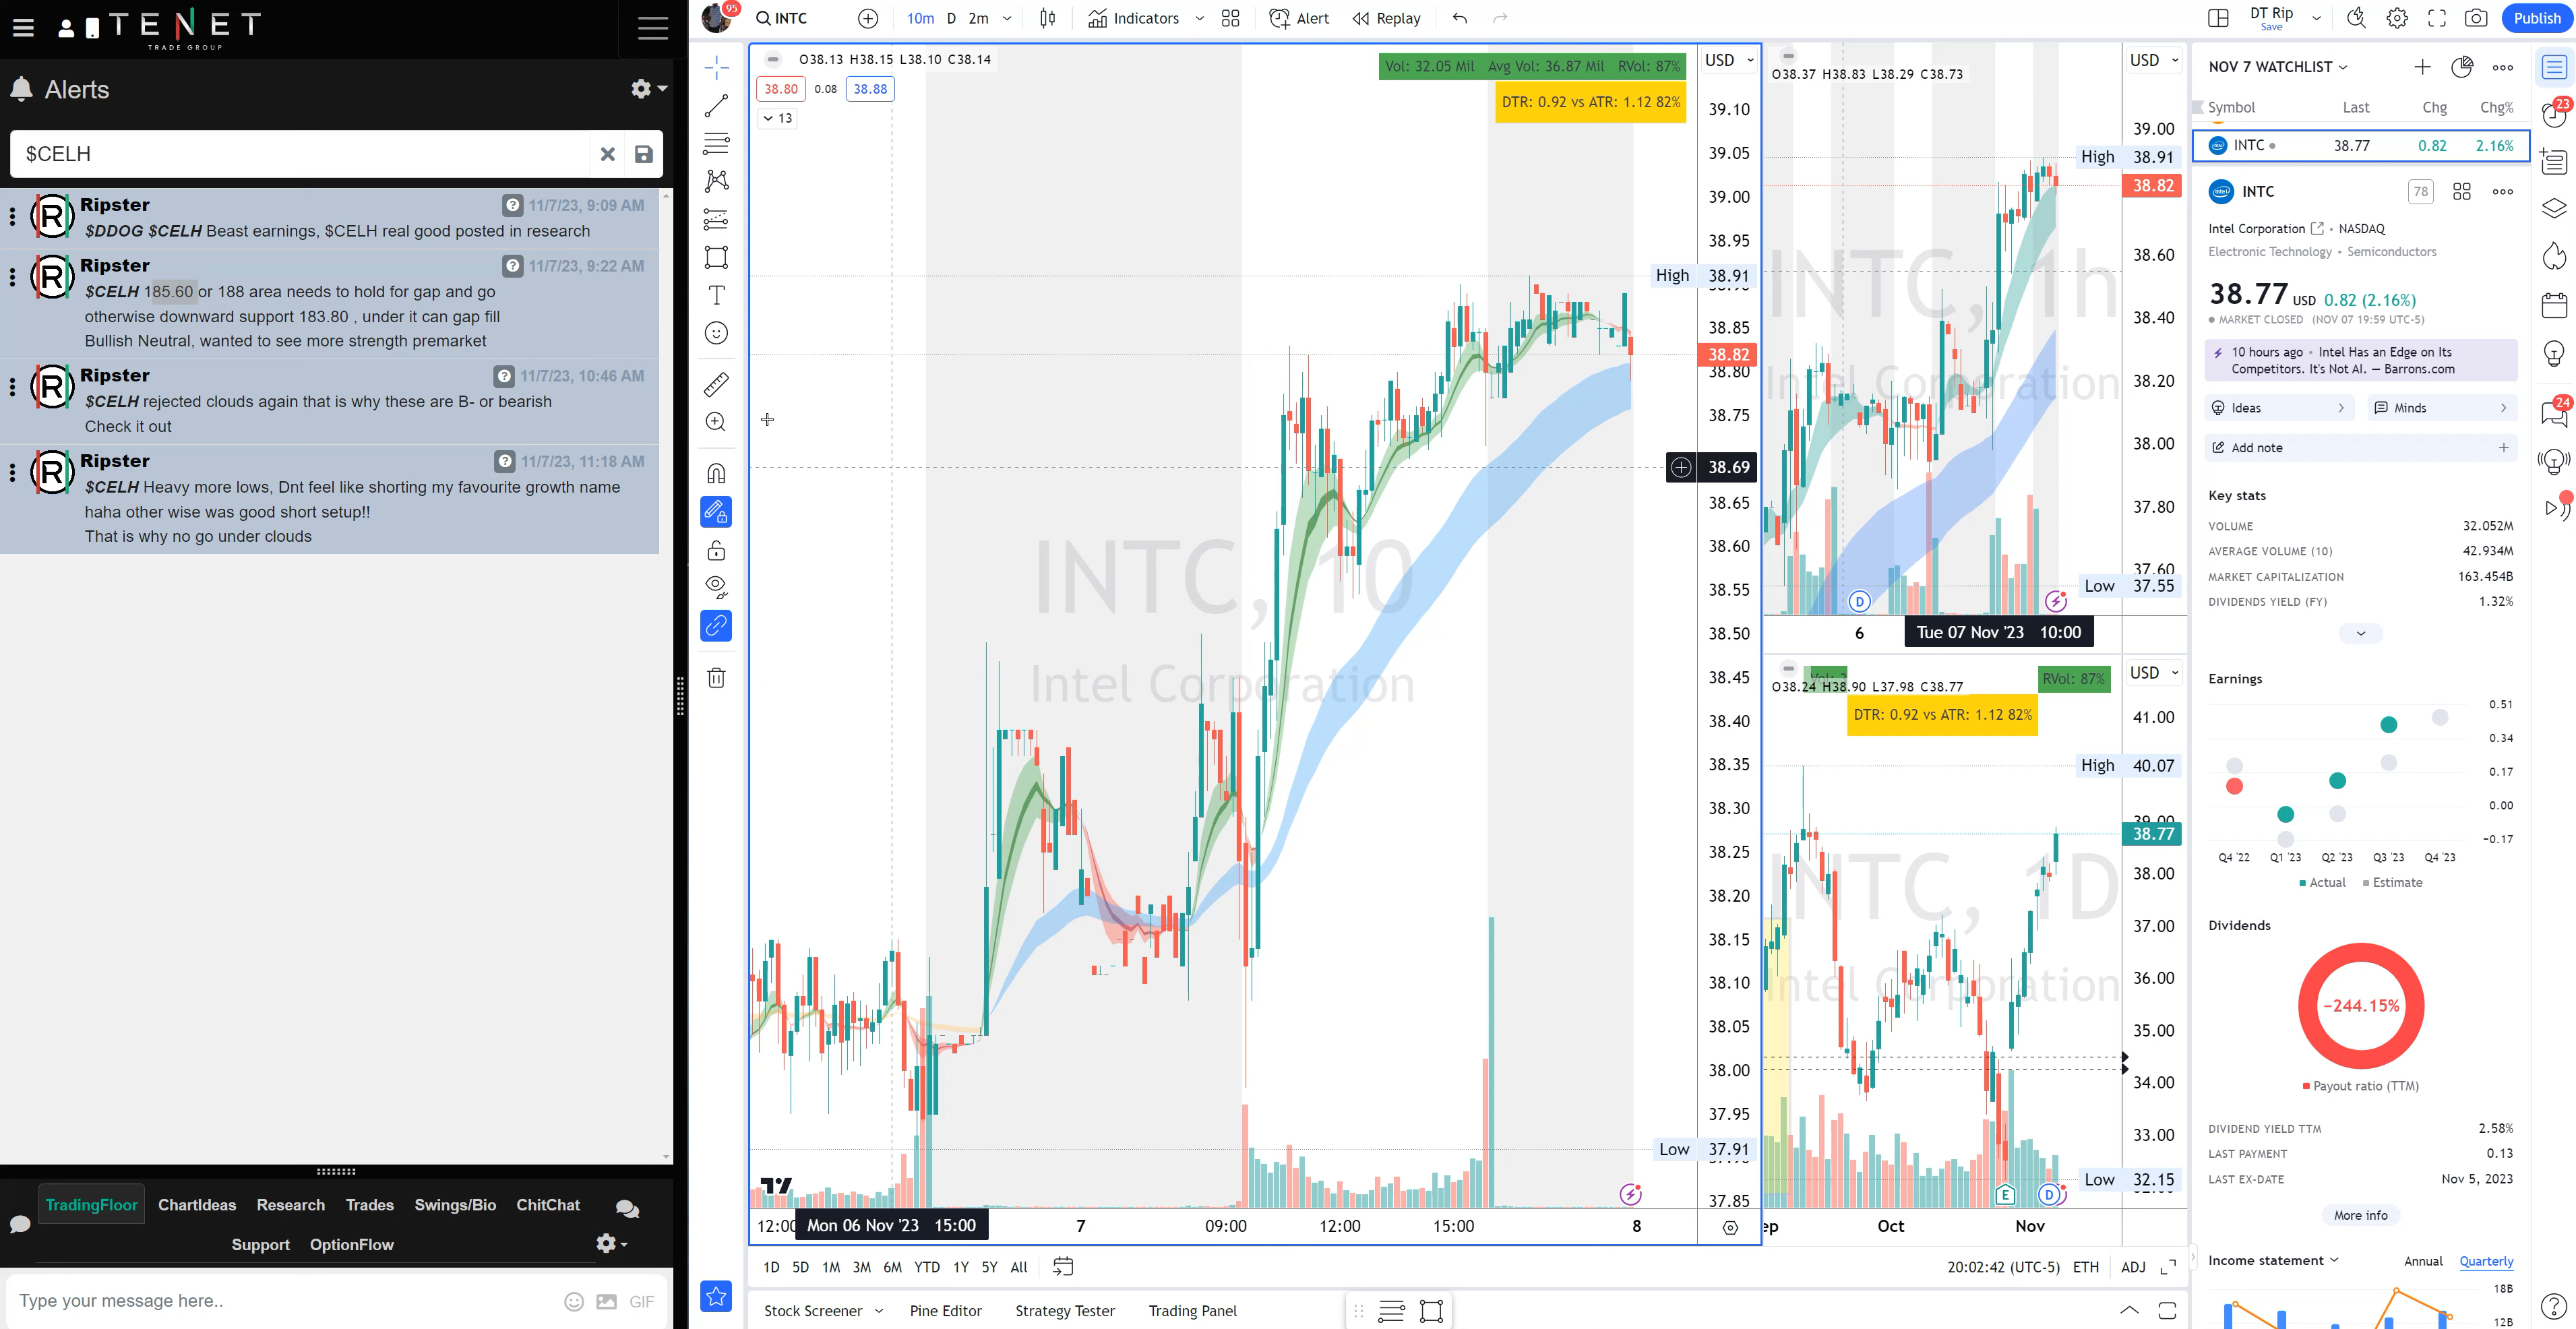 TENET
TRADE GROUP
Alerts
$CELH
Ripster
11/7/23, 9:09 AM
$DDOG $CELH Beast earnings, $CELH real good posted in research
Ripster
11/7/23, 9:22 AM
$CELH 185.60 or 188 area needs to hold for gap and go
otherwise downward support 183.80 , under it can gap fill
Bullish Neutral, wanted to see more strength premarket
Ripster
11/7/23, 10:46 AM
$CELH rejected clouds again that is why these are B- or bearish
Check it out
Ripster
11/7/23, 11:18 AM
$CELH Heavy more lows, Dnt feel like shorting my favourite growth name
haha other wise was good short setup!!
That is why no go under clouds
TradingFloor ChartIdeas Research Trades Swings/Bio ChitChat
Support OptionFlow
Type your message here..
GIF
95
INTC
10m D 2m
Indicators
Alert
Replay
DT Rip
Save
Publish
O38.13 H38.15 L38.10 C38.14
38.80 0.08 38.88
13
Vol: 32.05 Mil Avg Vol: 36.87 Mil RVol: 87%
DTR: 0.92 vs ATR: 1.12 82%
USD
39.10
39.05
39.00
38.95
High 38.91
38.85
38.82
38.80
38.75
38.69
38.65
38.60
38.55
38.50
38.45
38.40
38.35
38.30
38.25
38.20
38.15
38.10
38.05
38.00
37.95
Low 37.91
37.85
INTC, 10
Intel Corporation
12:00
Mon 06 Nov '23 15:00
7
09:00
12:00
15:00
8
O38.37 H38.83 L38.29 C38.73
USD
39.00
High 38.91
38.82
38.60
38.40
38.20
38.00
37.80
37.60
Low 37.55
INTC, 1h
Intel Corporation
D
6
Tue 07 Nov '23 10:00
RVol: 87%
O38.24 H38.90 L37.98 C38.77
DTR: 0.92 vs ATR: 1.12 82%
USD
41.00
High 40.07
39.00
38.77
38.00
37.00
36.00
35.00
34.00
33.00
Low 32.15
INTC, 1D
Intel Corporation
E
D
ep
Oct
Nov
1D 5D 1M 3M 6M YTD 1Y 5Y All
20:02:42 (UTC-5) ETH ADJ
Stock Screener Pine Editor Strategy Tester Trading Panel
NOV 7 WATCHLIST
Symbol Last Chg Chg%
INTC 38.77 0.82 2.16%
INTC
78
Intel Corporation • NASDAQ
Electronic Technology • Semiconductors
38.77 USD 0.82 (2.16%)
MARKET CLOSED (NOV 07 19:59 UTC-5)
10 hours ago • Intel Has an Edge on Its
Competitors. It's Not AI. — Barrons.com
Ideas
Minds
Add note
Key stats
VOLUME 32.052M
AVERAGE VOLUME (10) 42.934M
MARKET CAPITALIZATION 163.454B
DIVIDENDS YIELD (FY) 1.32%
Earnings
0.51
0.34
0.17
0.00
−0.17
Q4 '22 Q1 '23 Q2 '23 Q3 '23 Q4 '23
Actual Estimate
Dividends
−244.15%
Payout ratio (TTM)
DIVIDEND YIELD TTM 2.58%
LAST PAYMENT 0.13
LAST EX-DATE Nov 5, 2023
More info
Income statement
Annual Quarterly
18B
12B
23
24